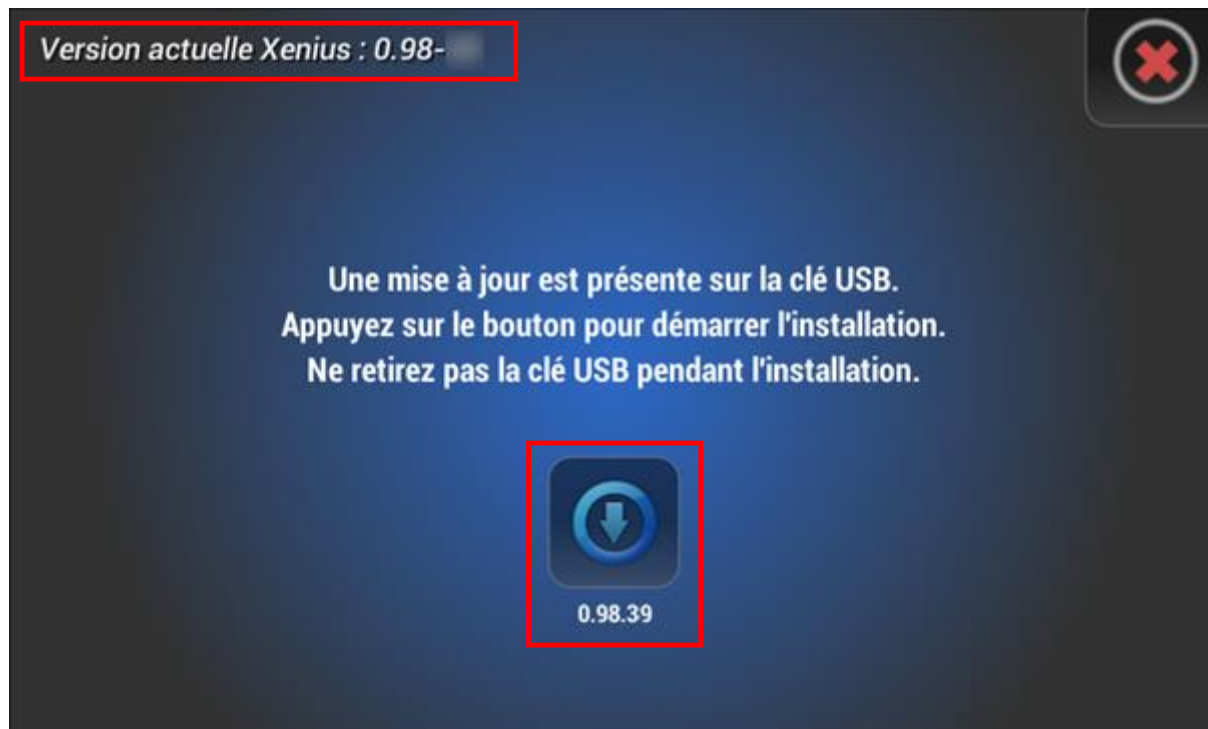 Version actuelle Xenius : 0.98-
Une mise à jour est présente sur la clé USB.
Appuyez sur le bouton pour démarrer l'installation.
Ne retirez pas la clé USB pendant l'installation.
0.98.39